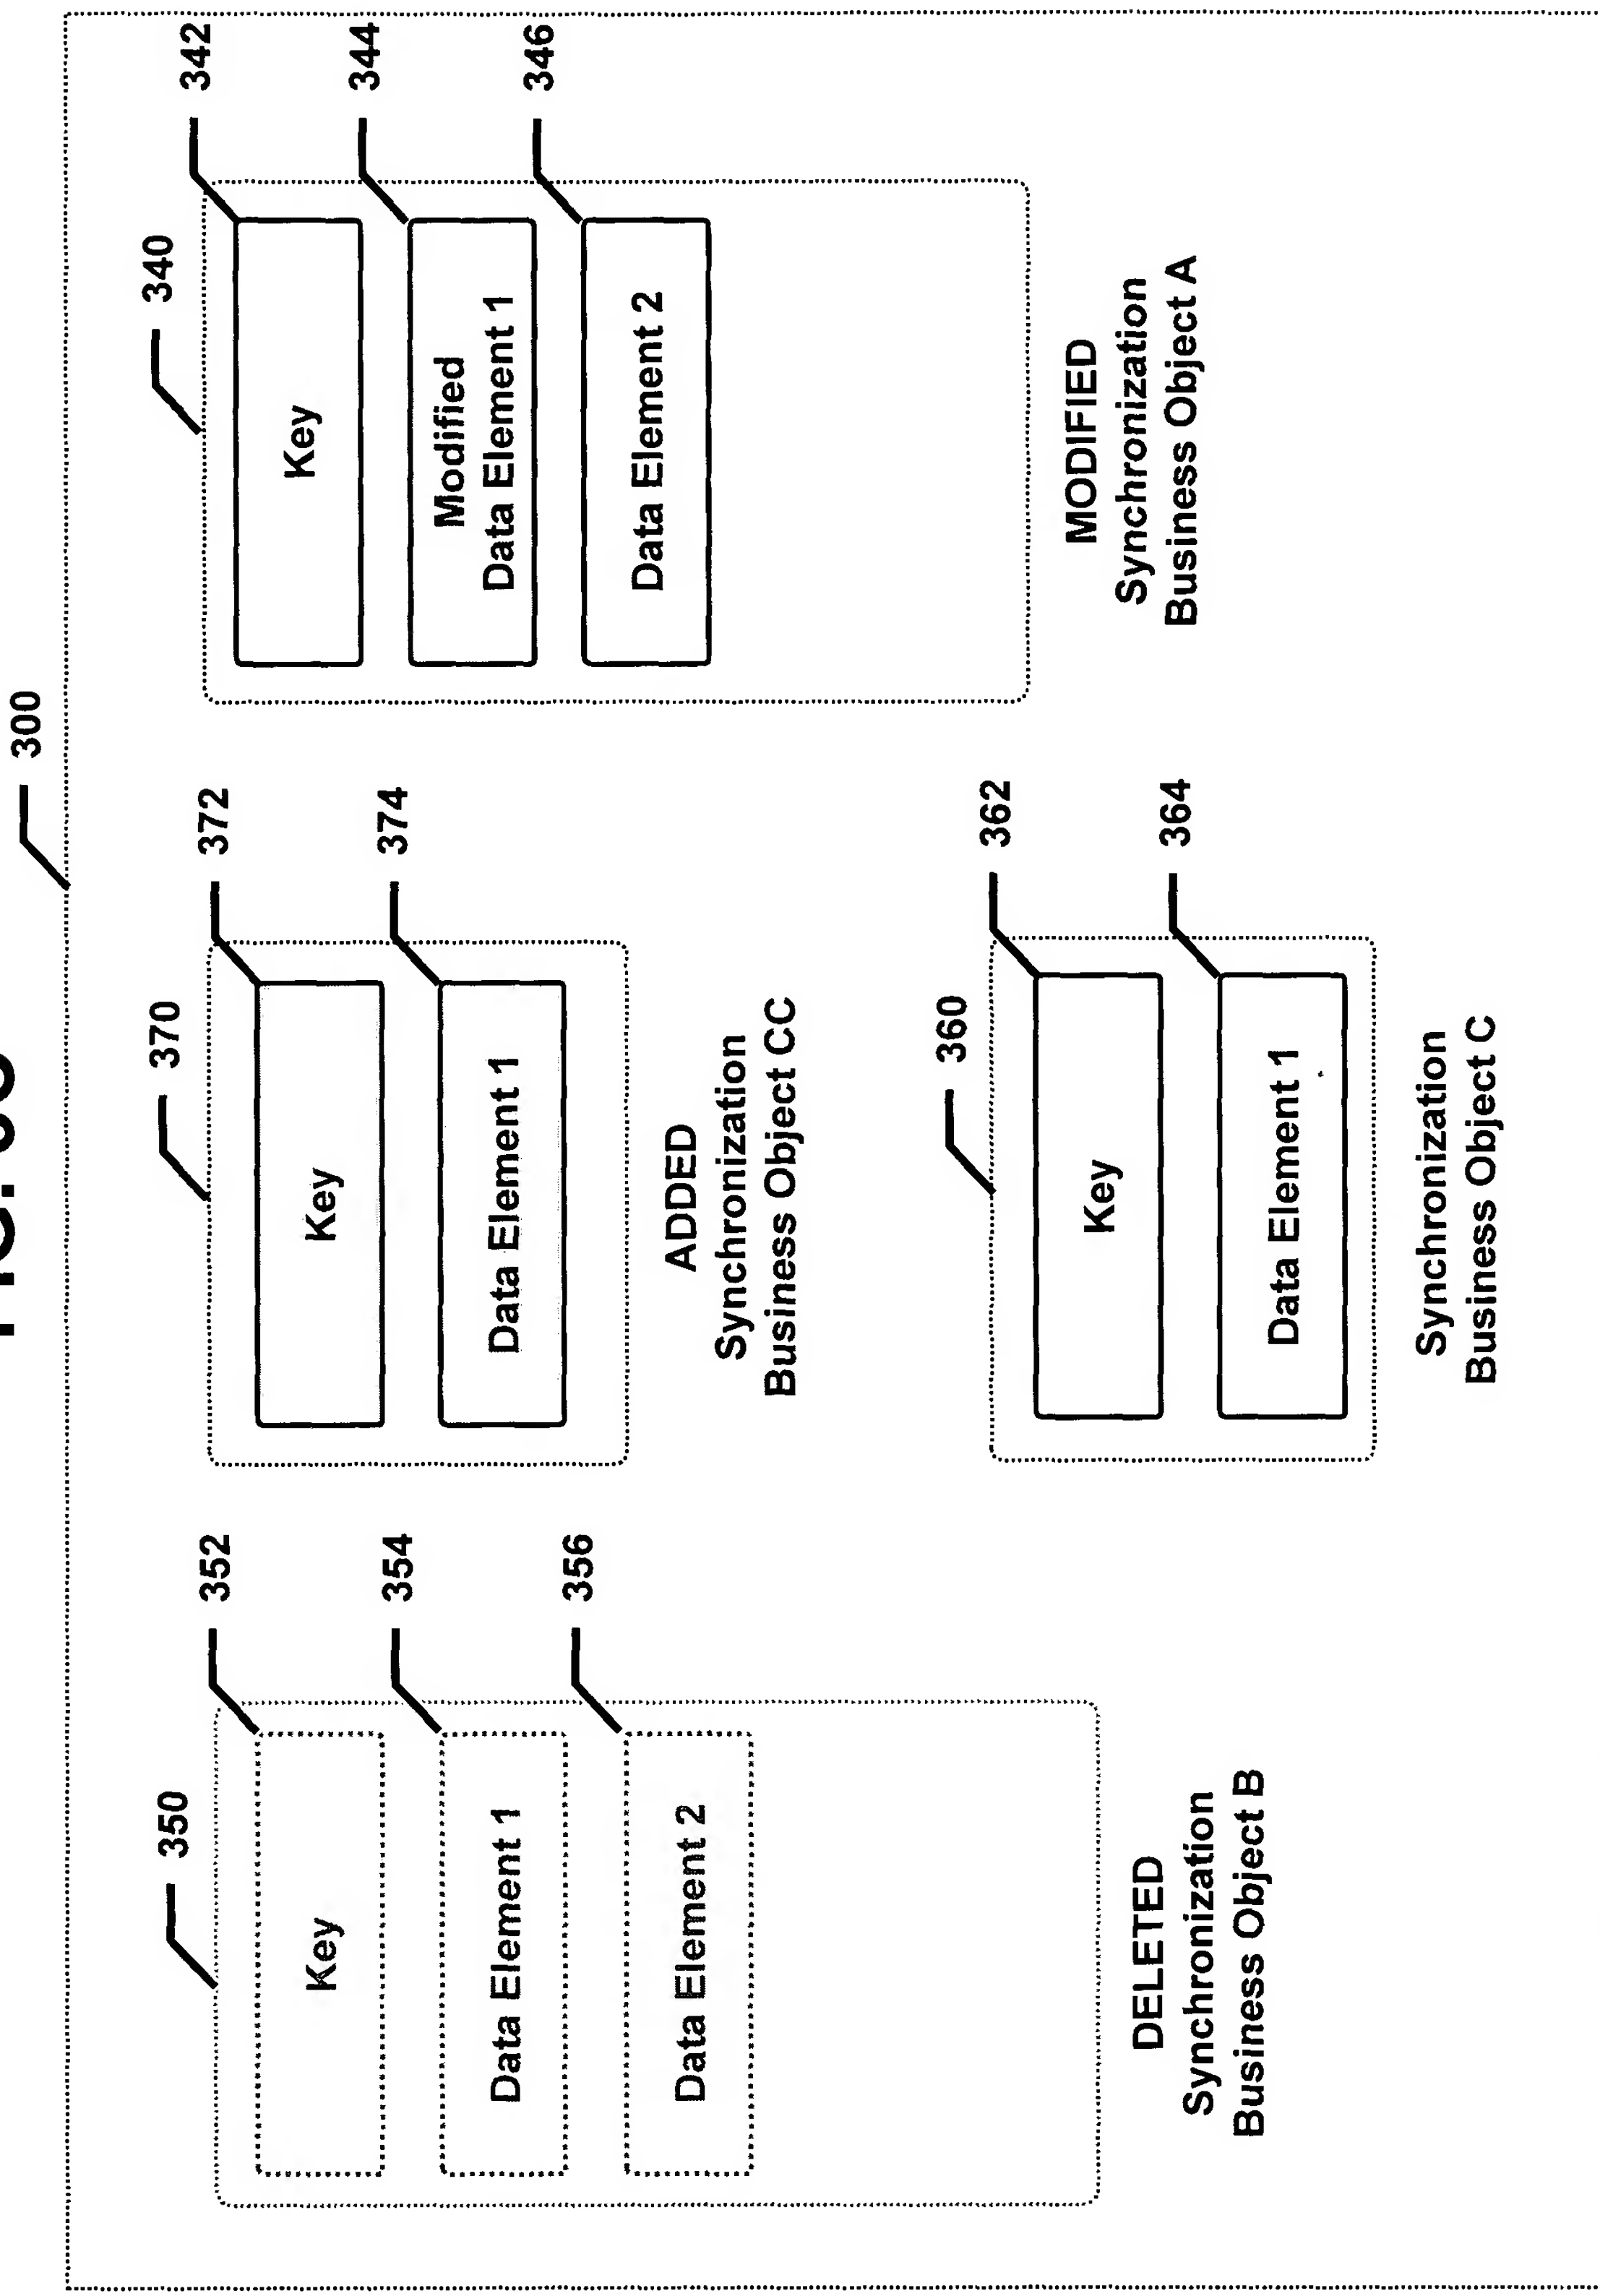 300
350
Key
352
Data Element 1
354
Data Element 2
356
DELETED
Synchronization
Business Object B
370
Key
372
Data Element 1
374
ADDED
Synchronization
Business Object CC
360
Key
362
Data Element 1
364
Synchronization
Business Object C
340
Key
342
Modified
Data Element 1
344
Data Element 2
346
MODIFIED
Synchronization
Business Object A